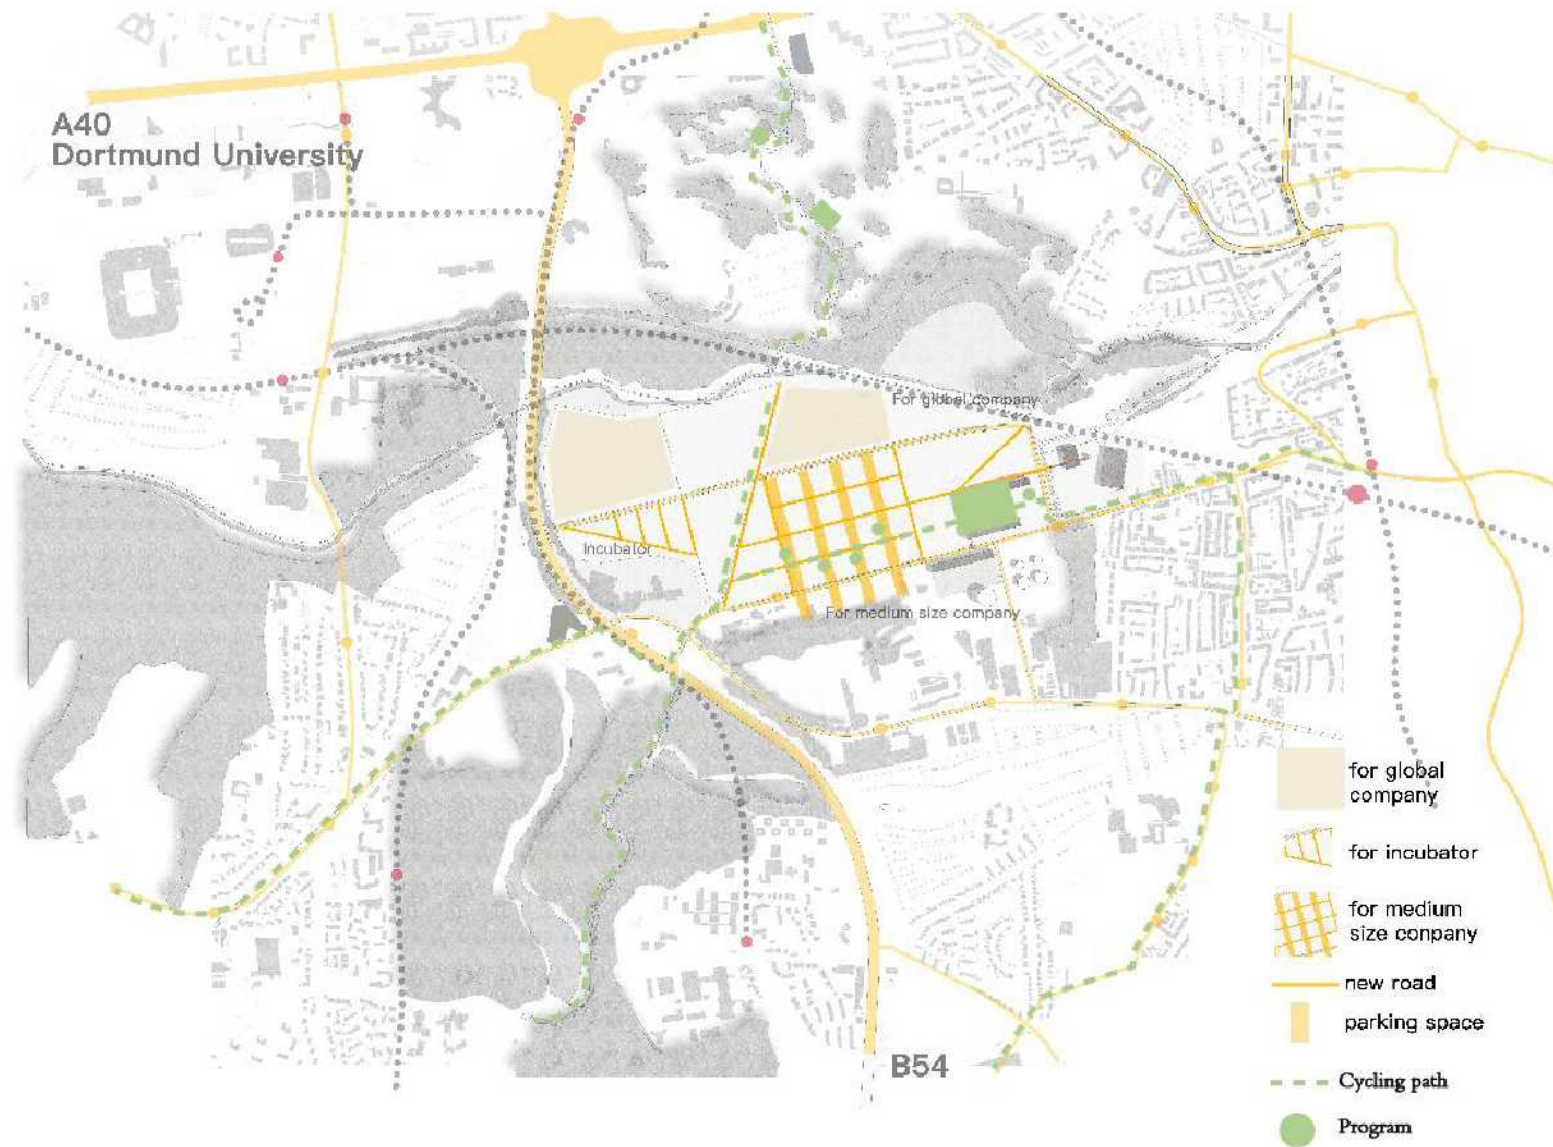 A40
Dortmund University
For global company
Incubator
For medium size company
for global
company
for incubator
for medium
size conpany
new road
parking space
B54
Cycling path
Program